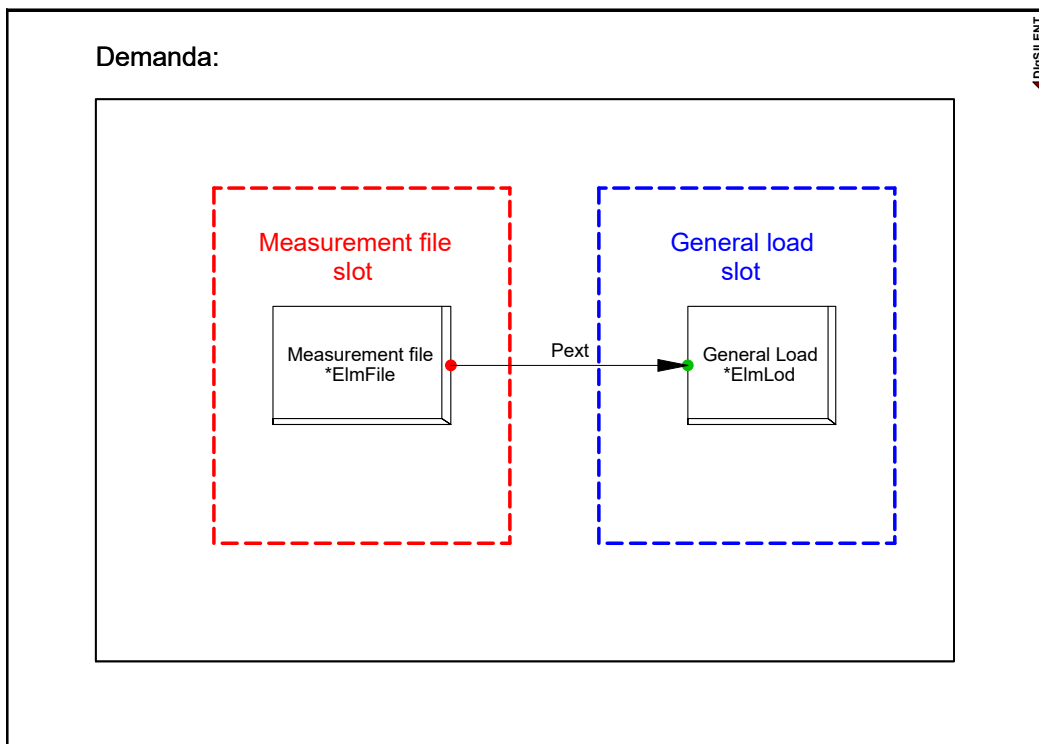 Demanda:
DIgSILENT
Measurement file
slot
General load
slot
Measurement file
*ElmFile
Pext
General Load
*ElmLod